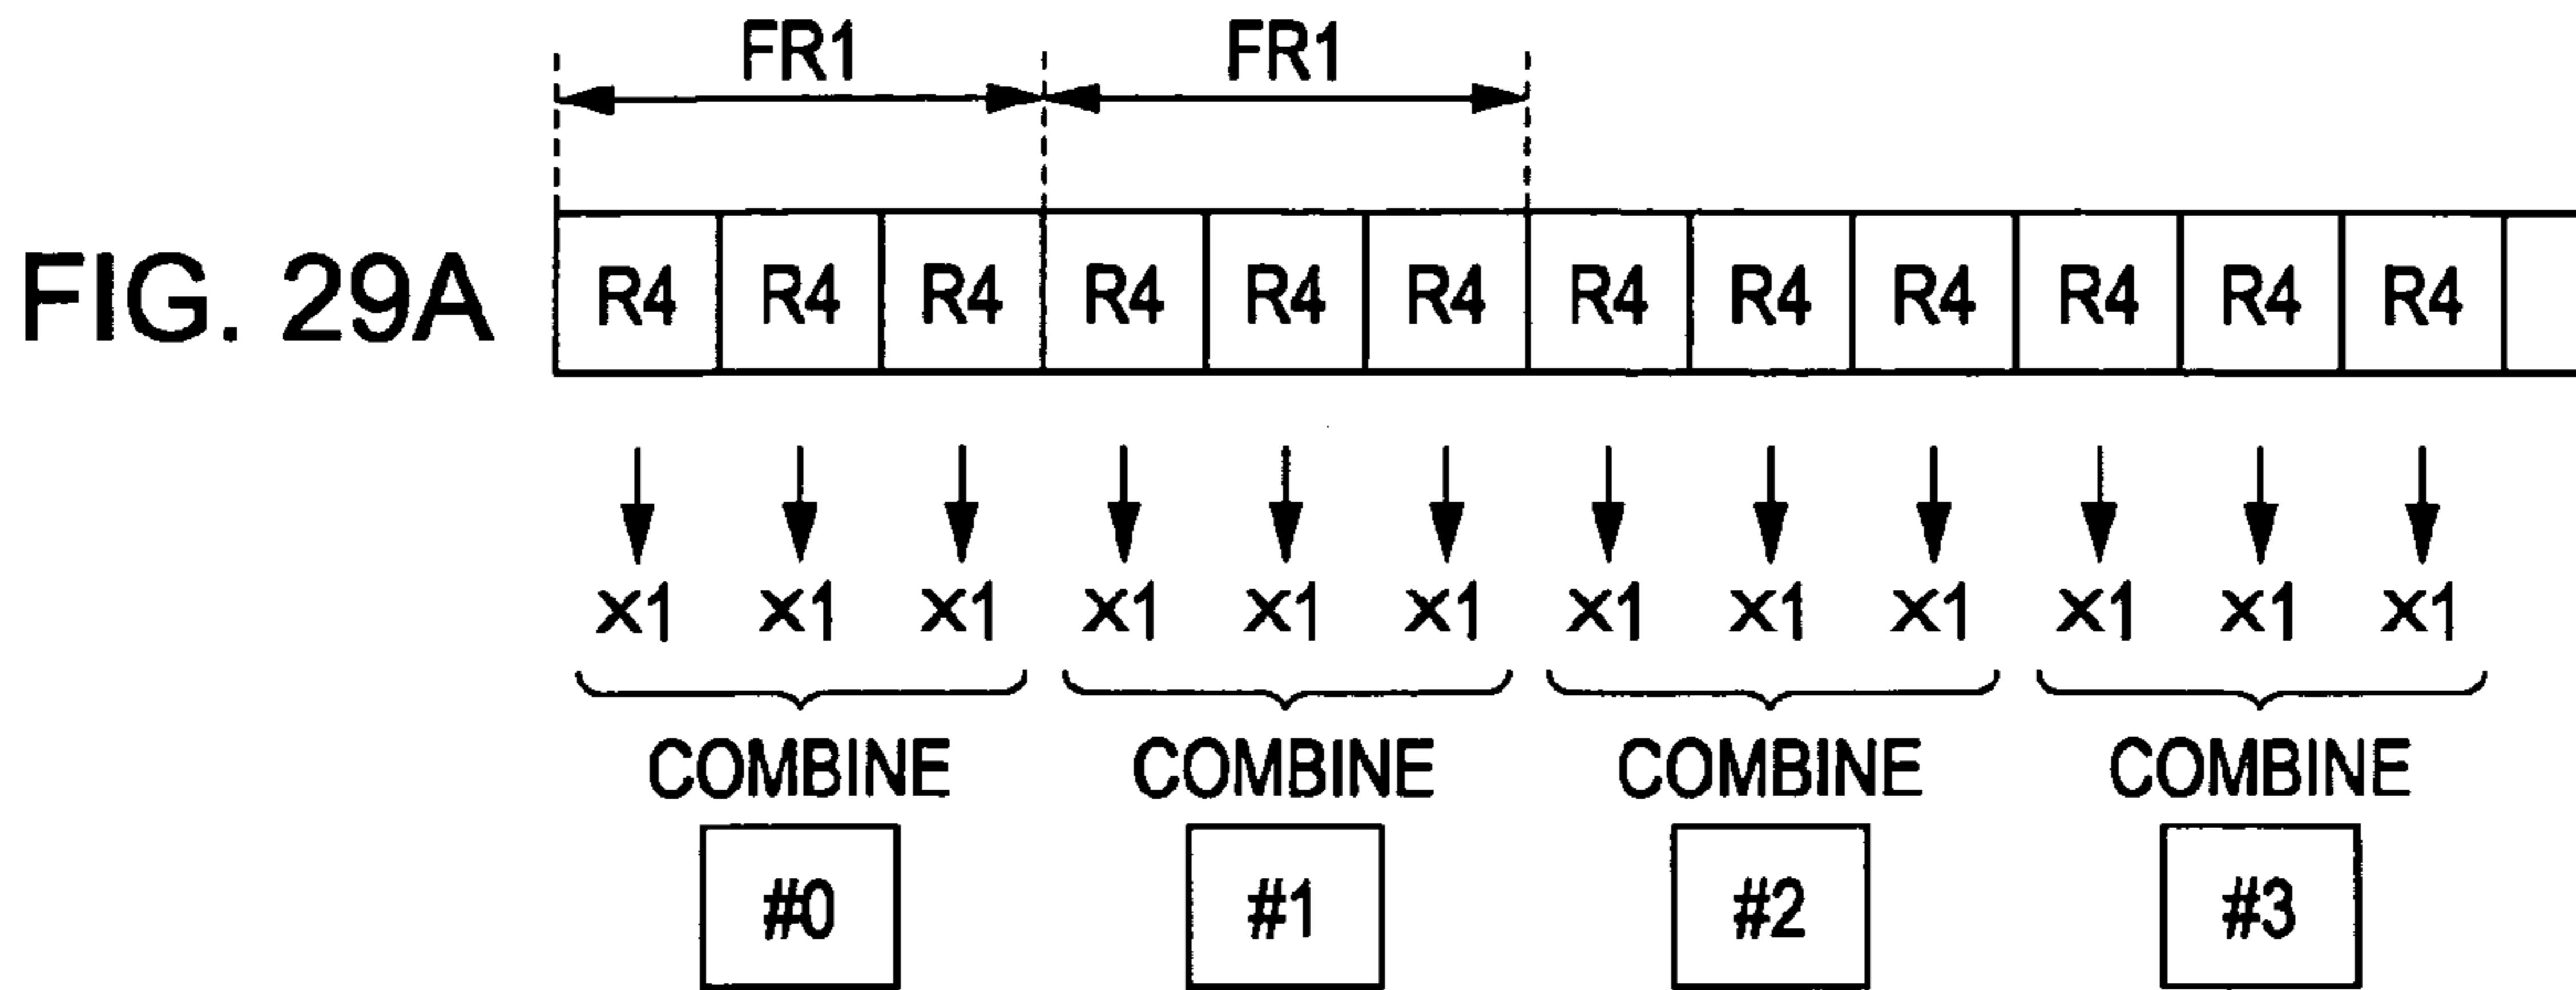 FR1 FR1
FIG. 29A R4 R4 R4 R4 R4 R4 R4 R4 R4 R4 R4 R4
x1 x1 x1 x1 x1 x1 x1 x1 x1 x1 x1 x1
COMBINE COMBINE COMBINE COMBINE
#0 #1 #2 #3